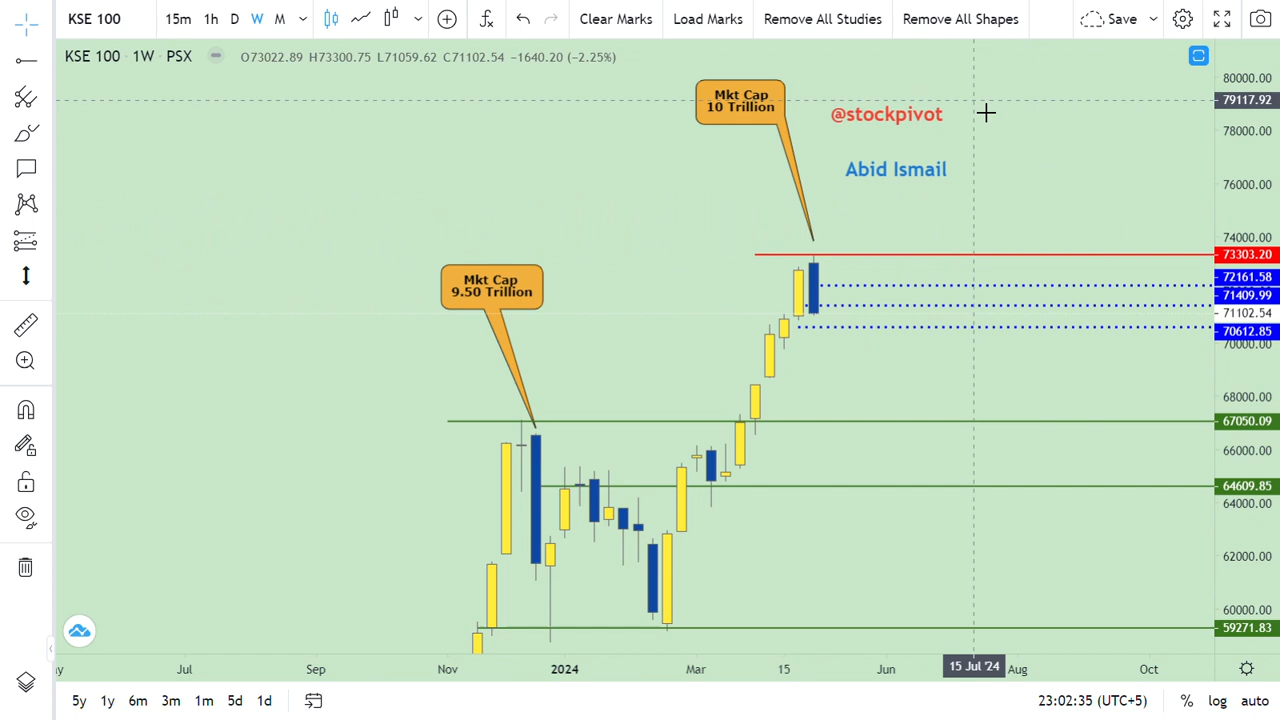 KSE 100 15m 1h D W M Clear Marks Load Marks Remove All Studies Remove All Shapes Save
KSE 100 · 1W · PSX O73022.89 H73300.75 L71059.62 C71102.54 −1640.20 (−2.25%)
80000.00
Mkt Cap
10 Trillion
79117.92
@stockpivot
78000.00
Abid Ismail
76000.00
74000.00
73303.20
72161.58
Mkt Cap
9.50 Trillion
71409.99
71102.54
70612.85
70000.00
68000.00
67050.09
66000.00
64609.85
64000.00
62000.00
60000.00
59271.83
Jul Sep Nov 2024 Mar 15 Jun 15 Jul '24 Aug Oct
5y 1y 6m 3m 1m 5d 1d 23:02:35 (UTC+5) % log auto